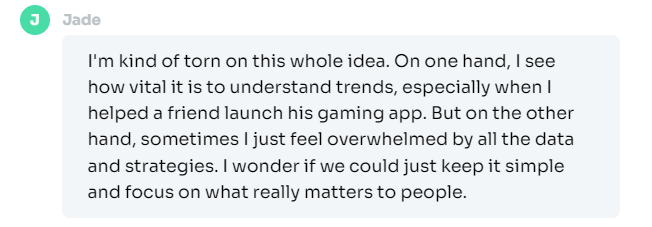 J
Jade
I'm kind of torn on this whole idea. On one hand, I see
how vital it is to understand trends, especially when I
helped a friend launch his gaming app. But on the other
hand, sometimes I just feel overwhelmed by all the data
and strategies. I wonder if we could just keep it simple
and focus on what really matters to people.